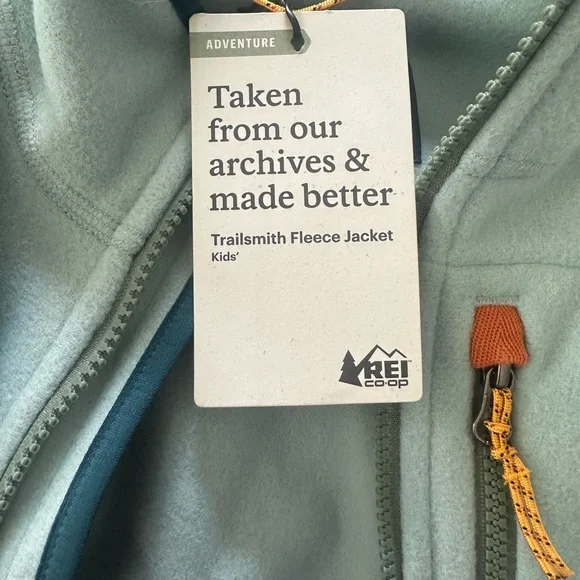 ADVENTURE
Taken
from our
archives &
made better
Trailsmith Fleece Jacket
Kids’
REI
co·op